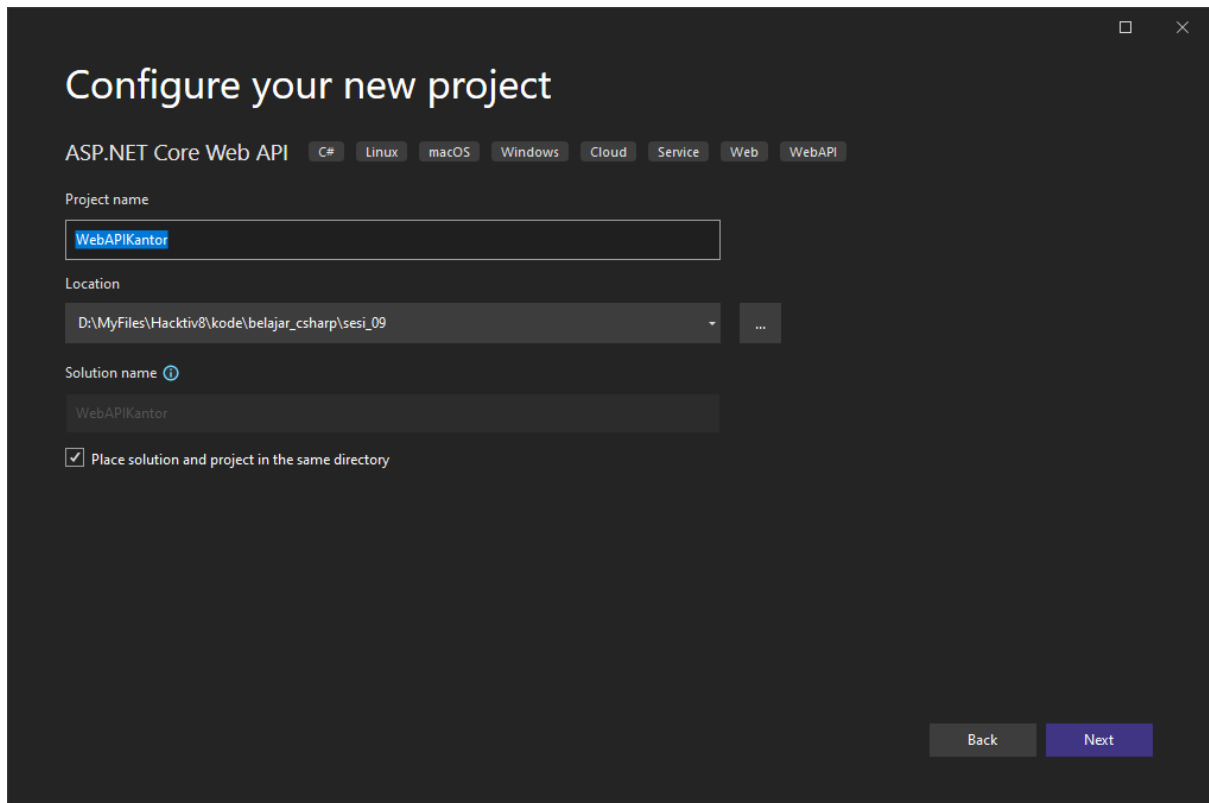 Configure your new project
ASP.NET Core Web API C# Linux macOS Windows Cloud Service Web WebAPI
Project name
WebAPIKantor
Location
D:\MyFiles\Hacktiv8\kode\belajar_csharp\sesi_09
...
Solution name
WebAPIKantor
Place solution and project in the same directory
Back Next